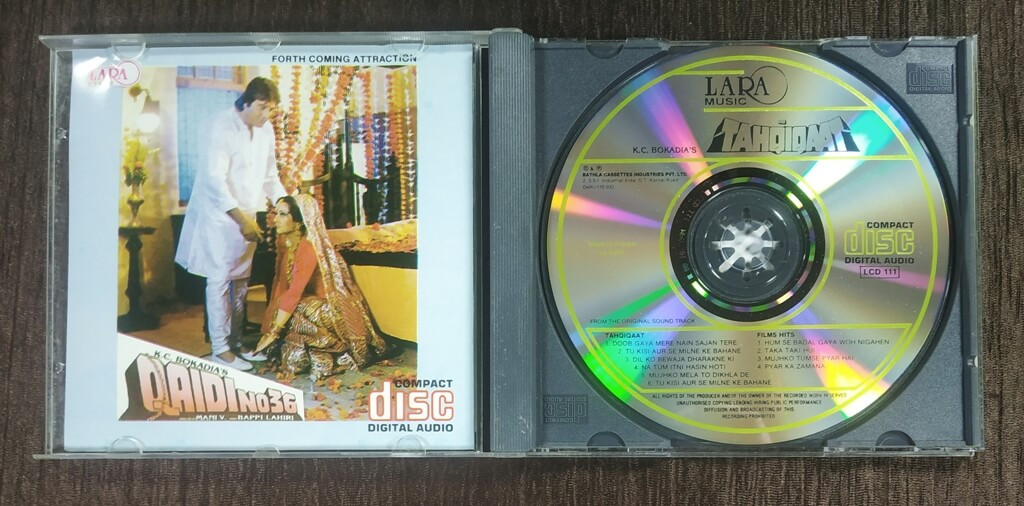 FORTH COMING ATTRACTION
LARA
K.C. BOKADIA'S
QAIDI NO 36
MANI V. BAPPI LAHIRI
COMPACT
disc
DIGITAL AUDIO
LARA
MUSIC
K.C. BOKADIA'S
TAHQIQAAT
BATHLA CASSETTES INDUSTRIES PVT. LTD.
COMPACT
disc
DIGITAL AUDIO
LCD 111
FROM THE ORIGINAL SOUND TRACK
TAHQIQAAT
1. DOOB GAYA MERE NAIN SAJAN TERE
2. TU KISI AUR SE MILNE KE BAHANE
3. DIL KO BEWAJA DHARAKNE KI
4. NA TUM ITNI HASIN HOTI
5. MUJHKO MELA TO DIKHLA DE
6. TU KISI AUR SE MILNE KE BAHANE
FILMS HITS
1. HUM SE BADAL GAYA WOH NIGAHEN
2. TAKA TAKI HUI
3. MUJHKO TUMSE PYAR HAI
4. PYAR KA ZAMANA
ALL RIGHTS OF THE PRODUCER AND/OF THE OWNER OF THE RECORDED WORK RESERVED
UNAUTHORISED COPYING LENDING HIRING PUBLIC PERFORMANCE
DIFFUSION AND BROADCASTING OF THIS
RECORDING PROHIBITED
disc
DIGITAL AUDIO
disc